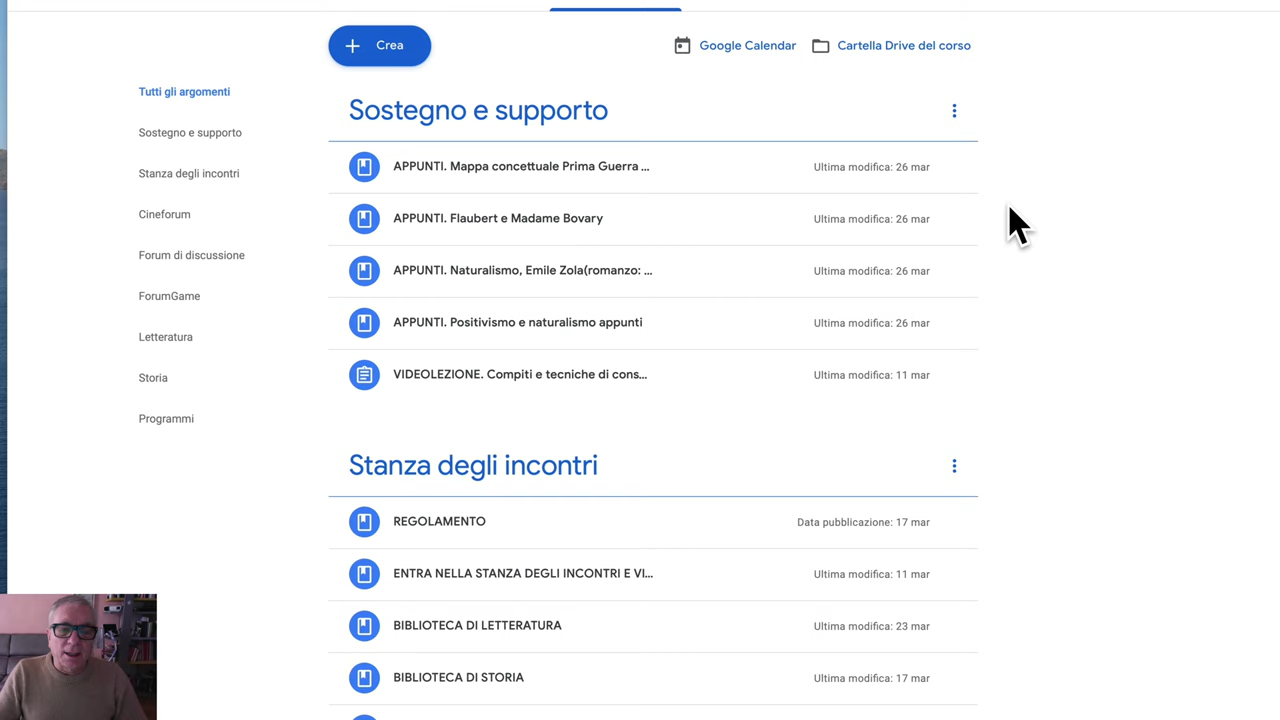 Crea
Google Calendar
Cartella Drive del corso
Tutti gli argomenti
Sostegno e supporto
Stanza degli incontri
Cineforum
Forum di discussione
ForumGame
Letteratura
Storia
Programmi
Sostegno e supporto
APPUNTI. Mappa concettuale Prima Guerra ... Ultima modifica: 26 mar
APPUNTI. Flaubert e Madame Bovary Ultima modifica: 26 mar
APPUNTI. Naturalismo, Emile Zola(romanzo: ... Ultima modifica: 26 mar
APPUNTI. Positivismo e naturalismo appunti Ultima modifica: 26 mar
VIDEOLEZIONE. Compiti e tecniche di cons... Ultima modifica: 11 mar
Stanza degli incontri
REGOLAMENTO Data pubblicazione: 17 mar
ENTRA NELLA STANZA DEGLI INCONTRI E VI... Ultima modifica: 11 mar
BIBLIOTECA DI LETTERATURA Ultima modifica: 23 mar
BIBLIOTECA DI STORIA Ultima modifica: 17 mar